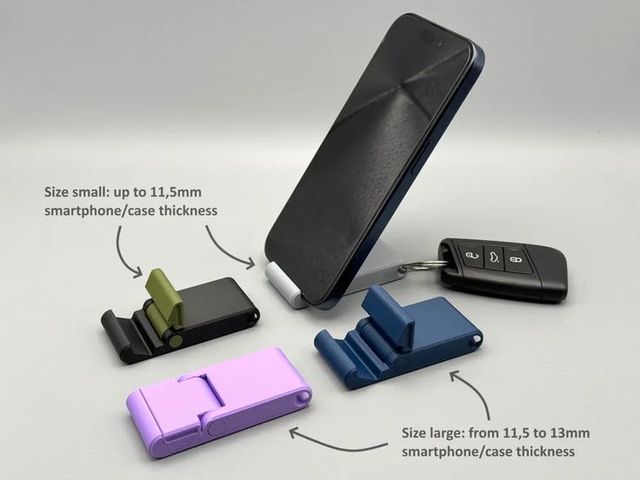 Size small: up to 11,5mm
smartphone/case thickness
Size large: from 11,5 to 13mm
smartphone/case thickness